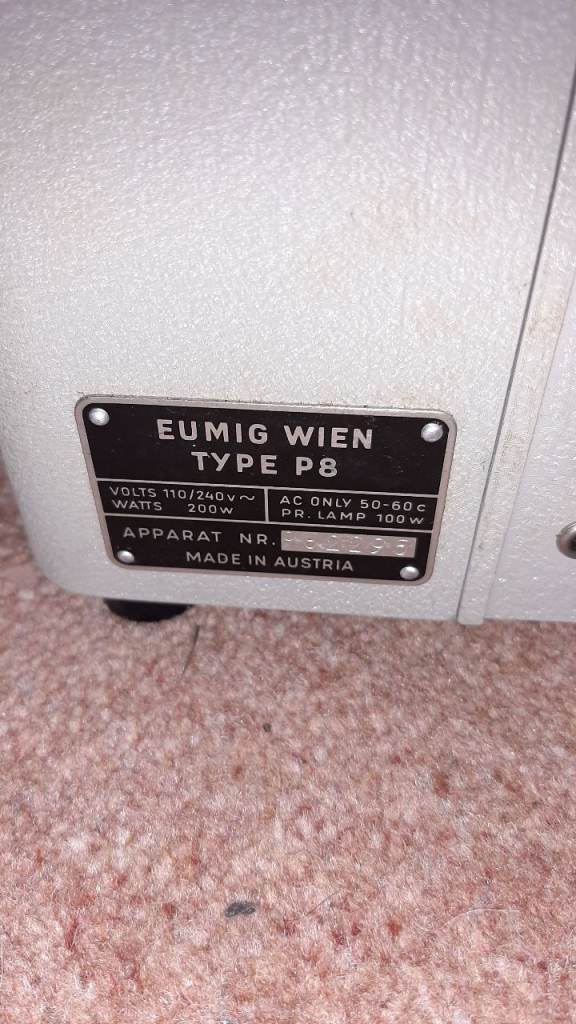 EUMIG WIEN
TYPE P8
VOLTS 110/240V~
WATTS 200W
AC ONLY 50-60c
PR. LAMP 100W
APPARAT NR.
MADE IN AUSTRIA